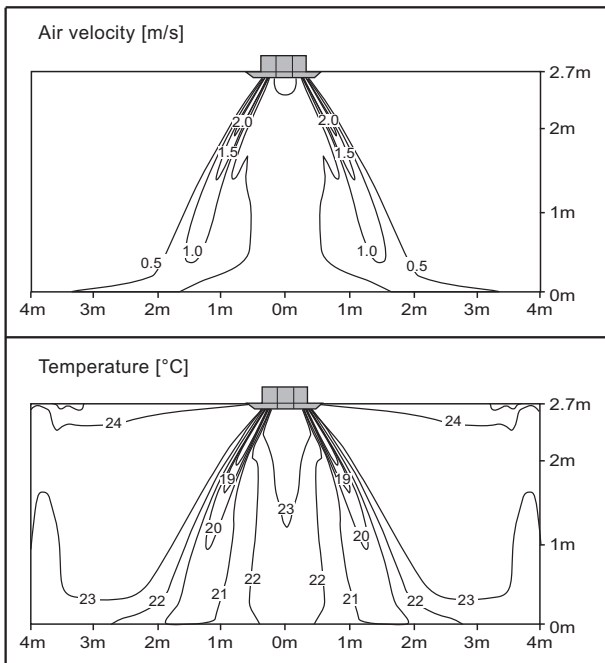 Air velocity [m/s]
2.7m
2.0 2.0
2m
1.5 1.5
1m
1.0 1.0
0.5 0.5
0m
4m 3m 2m 1m 0m 1m 2m 3m 4m
Temperature [°C]
2.7m
24 24
2m
19 19
23
20 20
1m
22 22
23 22 21 21 22 23
0m
4m 3m 2m 1m 0m 1m 2m 3m 4m